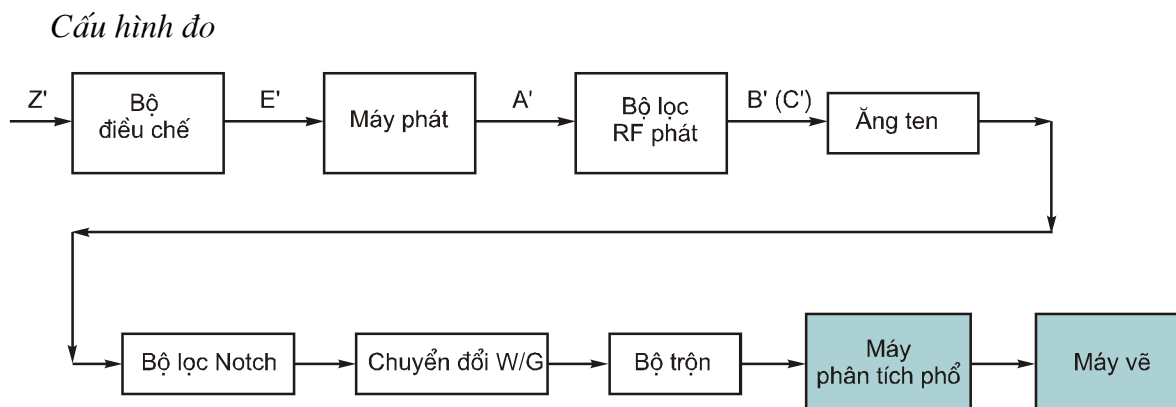 Cấu hình đo
Z'
Bộ
điều chế
E'
Máy phát
A'
Bộ lọc
RF phát
B' (C')
Ăng ten
Bộ lọc Notch
Chuyển đổi W/G
Bộ trộn
Máy
phân tích phổ
Máy vẽ